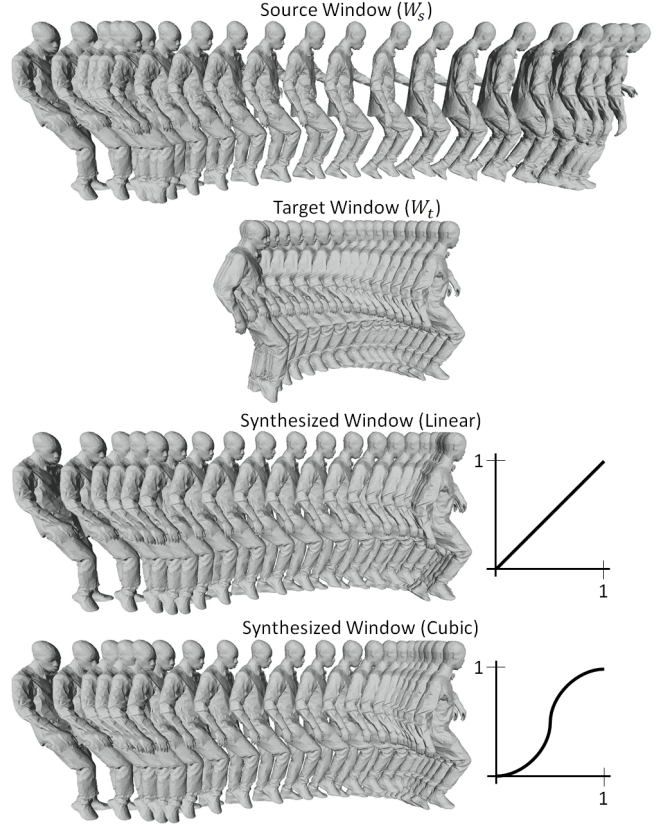 Source Window (Wₛ)
Target Window (Wₜ)
Synthesized Window (Linear)
1
1
Synthesized Window (Cubic)
1
1